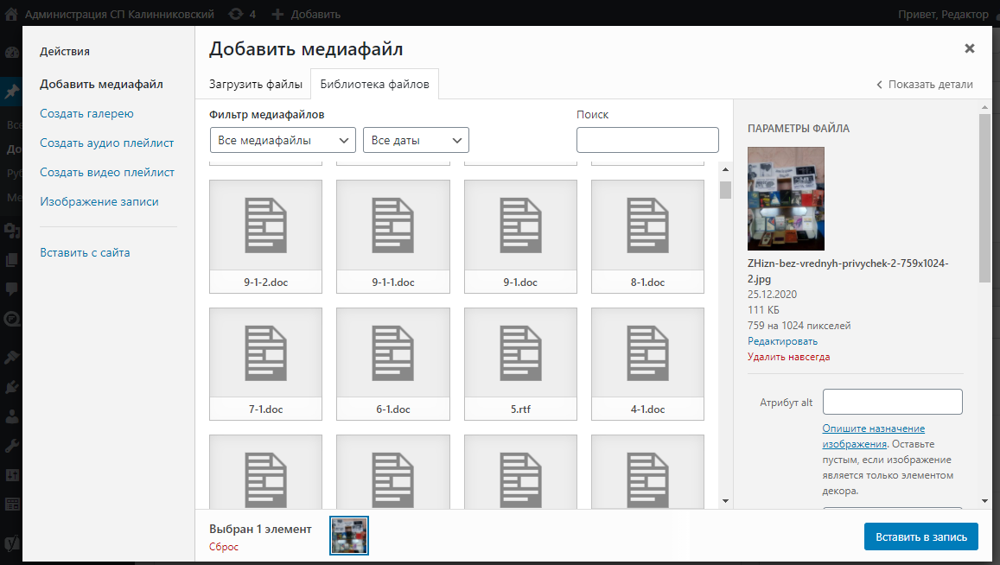 Администрация СП Калинниковский
4
Добавить
Привет, Редактор
Действия
Добавить медиафайл
Создать галерею
Создать аудио плейлист
Создать видео плейлист
Изображение записи
Вставить с сайта
Добавить медиафайл
Загрузить файлы
Библиотека файлов
Показать детали
Фильтр медиафайлов
Поиск
Все медиафайлы
Все даты
9-1-2.doc
9-1-1.doc
9-1.doc
8-1.doc
7-1.doc
6-1.doc
5.rtf
4-1.doc
ПАРАМЕТРЫ ФАЙЛА
ZHizn-bez-vrednyh-privychek-2-759x1024-
2.jpg
25.12.2020
111 КБ
759 на 1024 пикселей
Редактировать
Удалить навсегда
Атрибут alt
Опишите назначение
изображения. Оставьте
пустым, если изображение
является только элементом
декора.
Выбран 1 элемент
Сброс
Вставить в запись